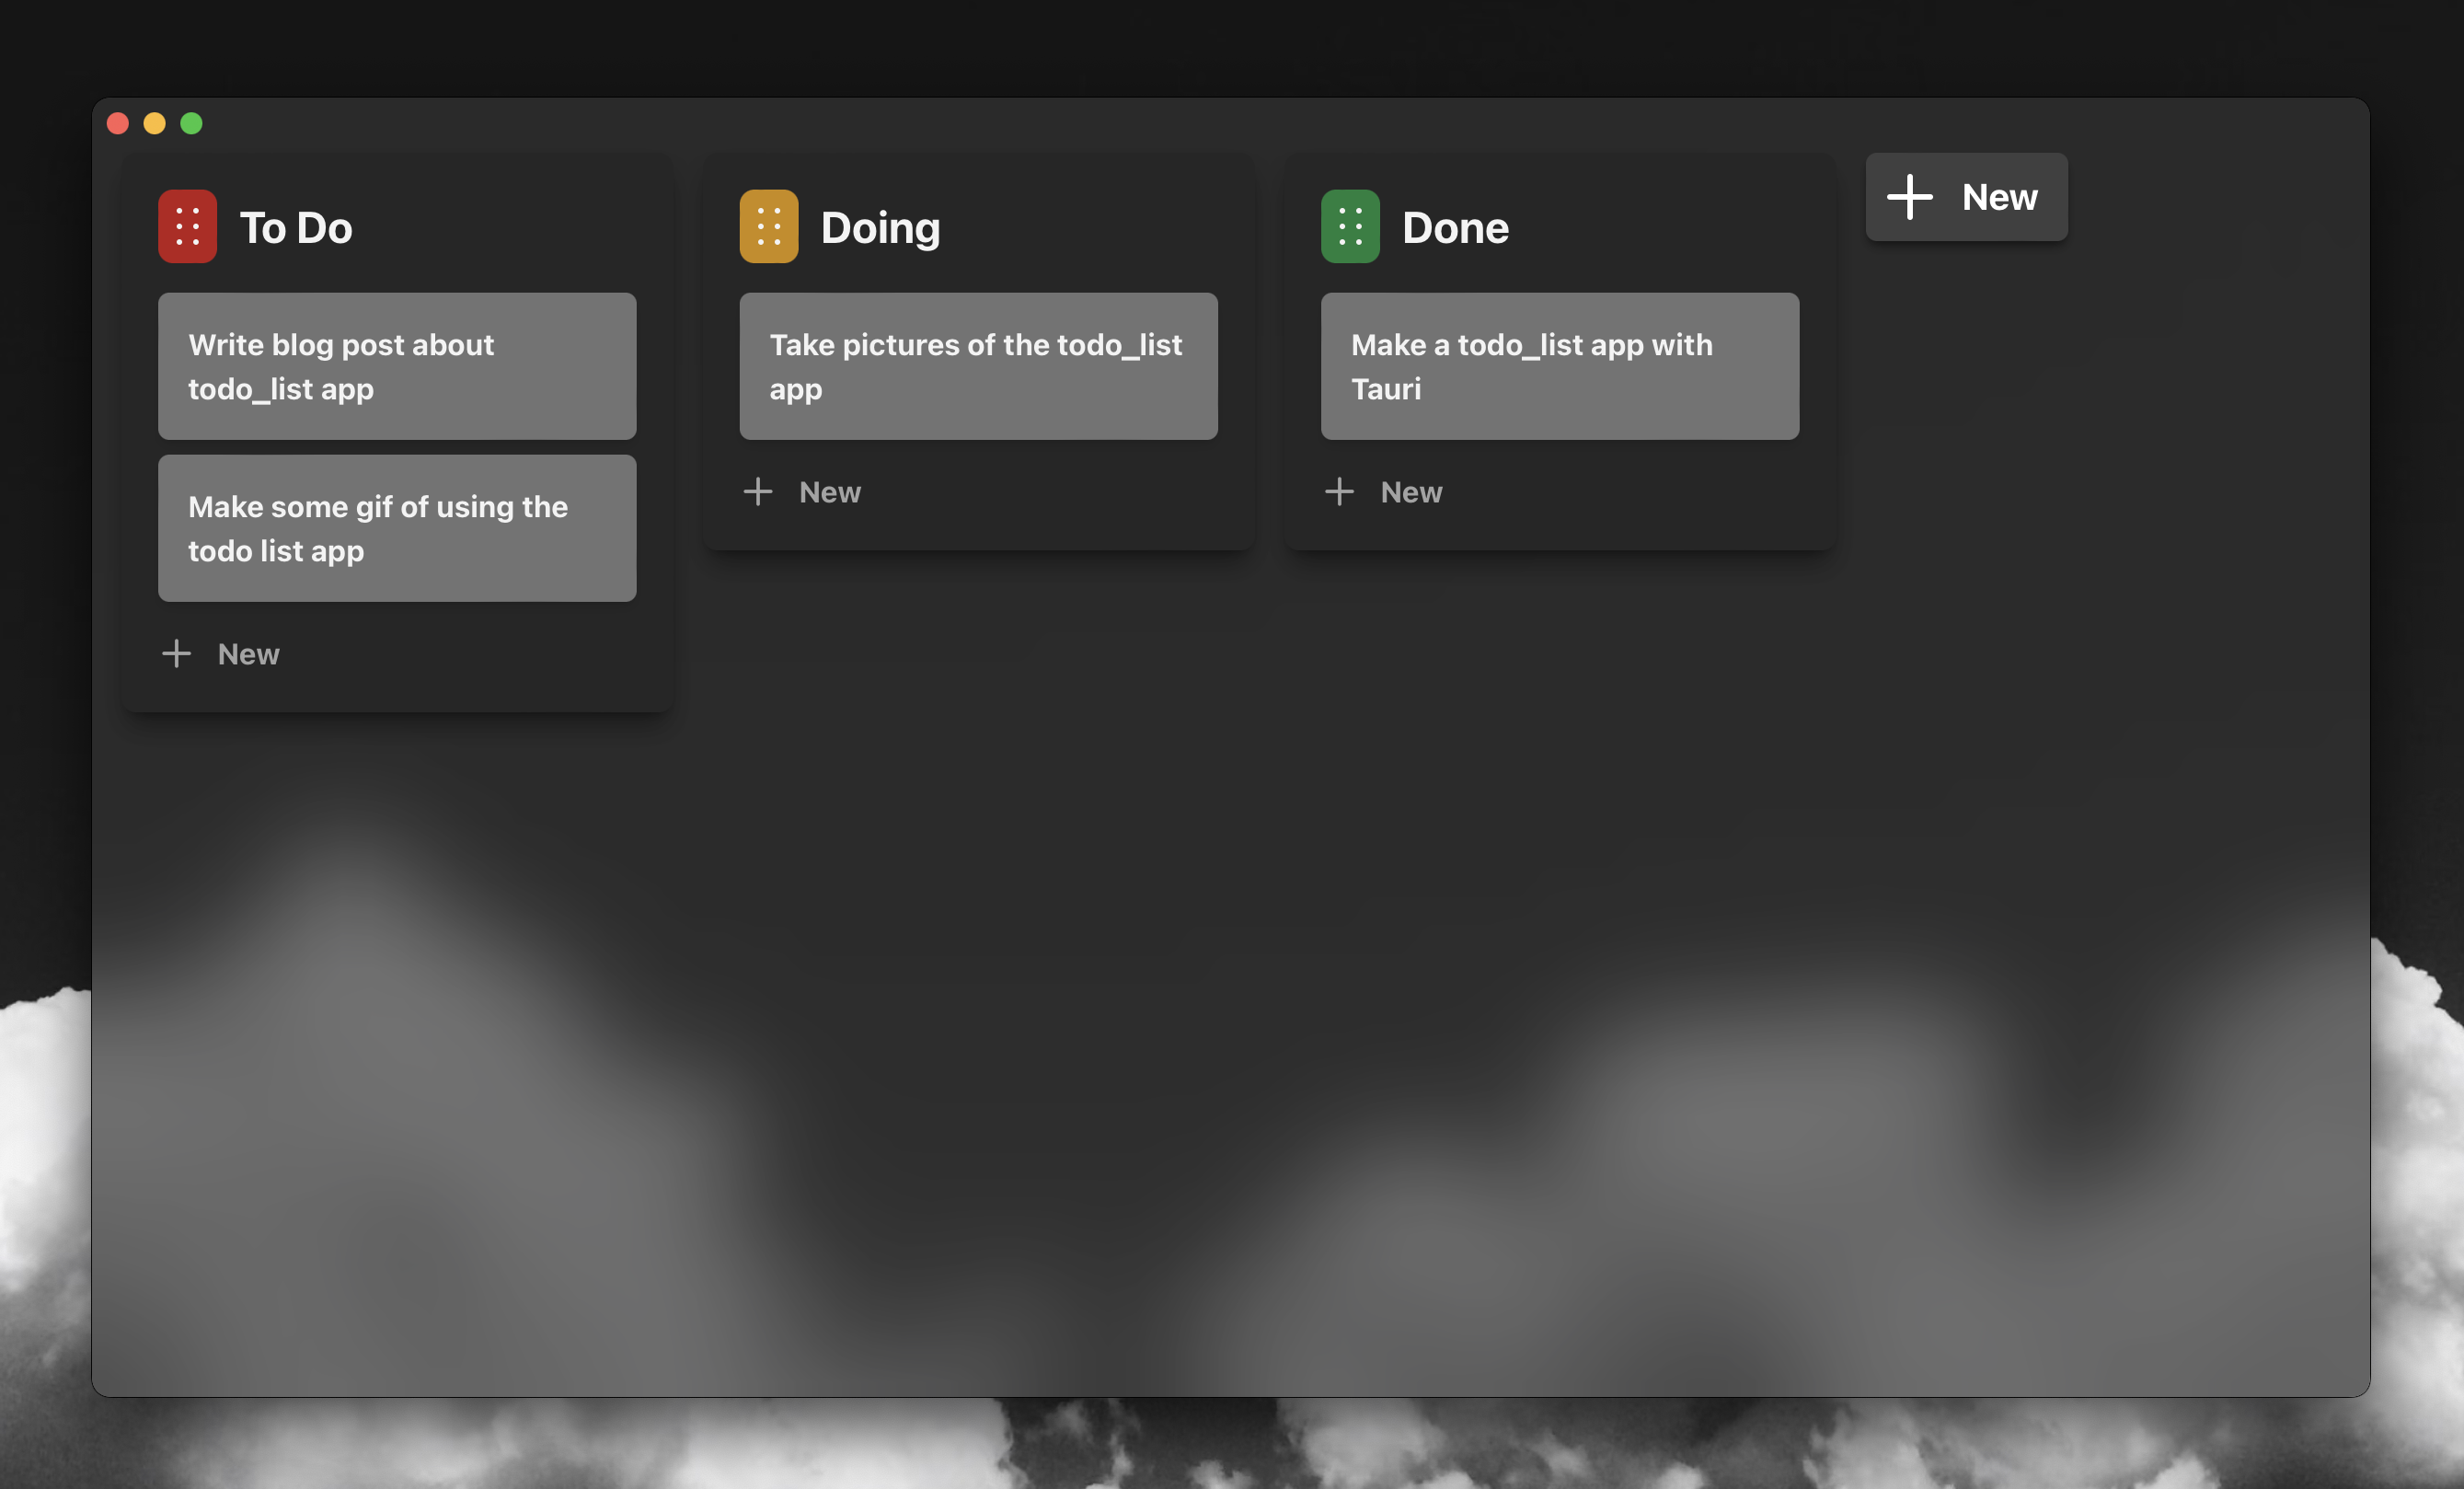 To Do
Write blog post about
todo_list app
Make some gif of using the
todo list app
New
Doing
Take pictures of the todo_list
app
New
Done
Make a todo_list app with
Tauri
New
New